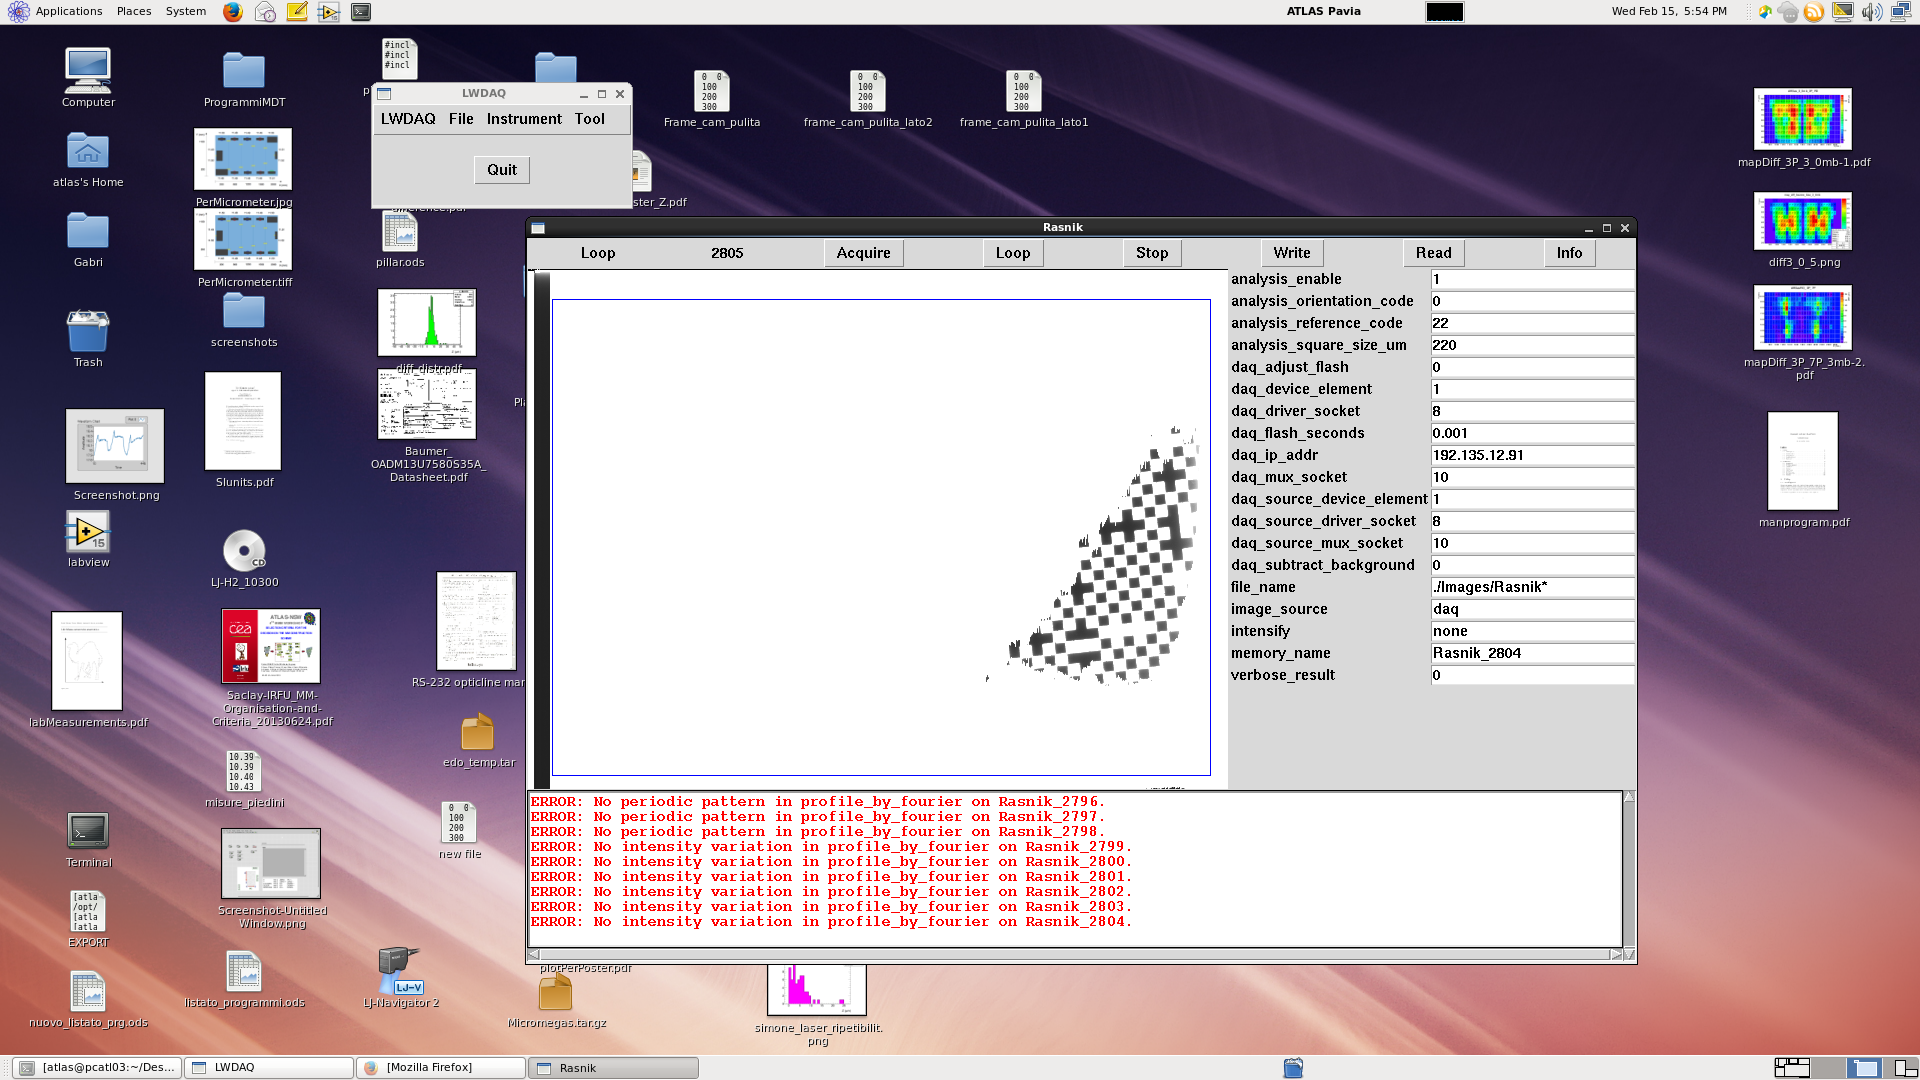 Applications Places System
ATLAS Pavia
Wed Feb 15, 5:54 PM
Computer
ProgrammiMDT
#incl
#incl
#incl
0 0
100
200
300
Frame_cam_pulita
0 0
100
200
300
frame_cam_pulita_lato2
0 0
100
200
300
frame_cam_pulita_lato1
LWDAQ
LWDAQ File Instrument Tool
Quit
atlas's Home
PerMicrometer.jpg
ster_Z.pdf
Gabri
PerMicrometer.tiff
pillar.ods
Trash
screenshots
diff_distr.pdf
Screenshot.png
SIunits.pdf
Baumer_
OADM13U7580S35A_
Datasheet.pdf
15
labview
CD
LJ-H2_10300
ATLAS-NSW
cea
labMeasurements.pdf
Saclay-IRFU_MM-
Organisation-and-
Criteria_20130624.pdf
RS-232 opticline mar
edo_temp.tar
10.39
10.39
10.40
10.43
misure_piedini
Terminal
0 0
100
200
300
new file
Screenshot-Untitled
Window.png
[atla
/opt/
[atla
[atla
EXPORT
LJ-V
LJ-Navigator 2
listato_programmi.ods
nuovo_listato_prg.ods
plotPerPoster.pdf
Micromegas.tar.gz
simone_laser_ripetibilit.
png
mapDiff_3P_3_0mb-1.pdf
diff3_0_5.png
mapDiff_3P_7P_3mb-2.
pdf
manprogram.pdf
Rasnik
Loop 2805 Acquire Loop Stop Write Read Info
analysis_enable 1
analysis_orientation_code 0
analysis_reference_code 22
analysis_square_size_um 220
daq_adjust_flash 0
daq_device_element 1
daq_driver_socket 8
daq_flash_seconds 0.001
daq_ip_addr 192.135.12.91
daq_mux_socket 10
daq_source_device_element 1
daq_source_driver_socket 8
daq_source_mux_socket 10
daq_subtract_background 0
file_name ./Images/Rasnik*
image_source daq
intensify none
memory_name Rasnik_2804
verbose_result 0
ERROR: No periodic pattern in profile_by_fourier on Rasnik_2796.
ERROR: No periodic pattern in profile_by_fourier on Rasnik_2797.
ERROR: No periodic pattern in profile_by_fourier on Rasnik_2798.
ERROR: No intensity variation in profile_by_fourier on Rasnik_2799.
ERROR: No intensity variation in profile_by_fourier on Rasnik_2800.
ERROR: No intensity variation in profile_by_fourier on Rasnik_2801.
ERROR: No intensity variation in profile_by_fourier on Rasnik_2802.
ERROR: No intensity variation in profile_by_fourier on Rasnik_2803.
ERROR: No intensity variation in profile_by_fourier on Rasnik_2804.
[atlas@pcatl03:~/Des...
LWDAQ
[Mozilla Firefox]
Rasnik